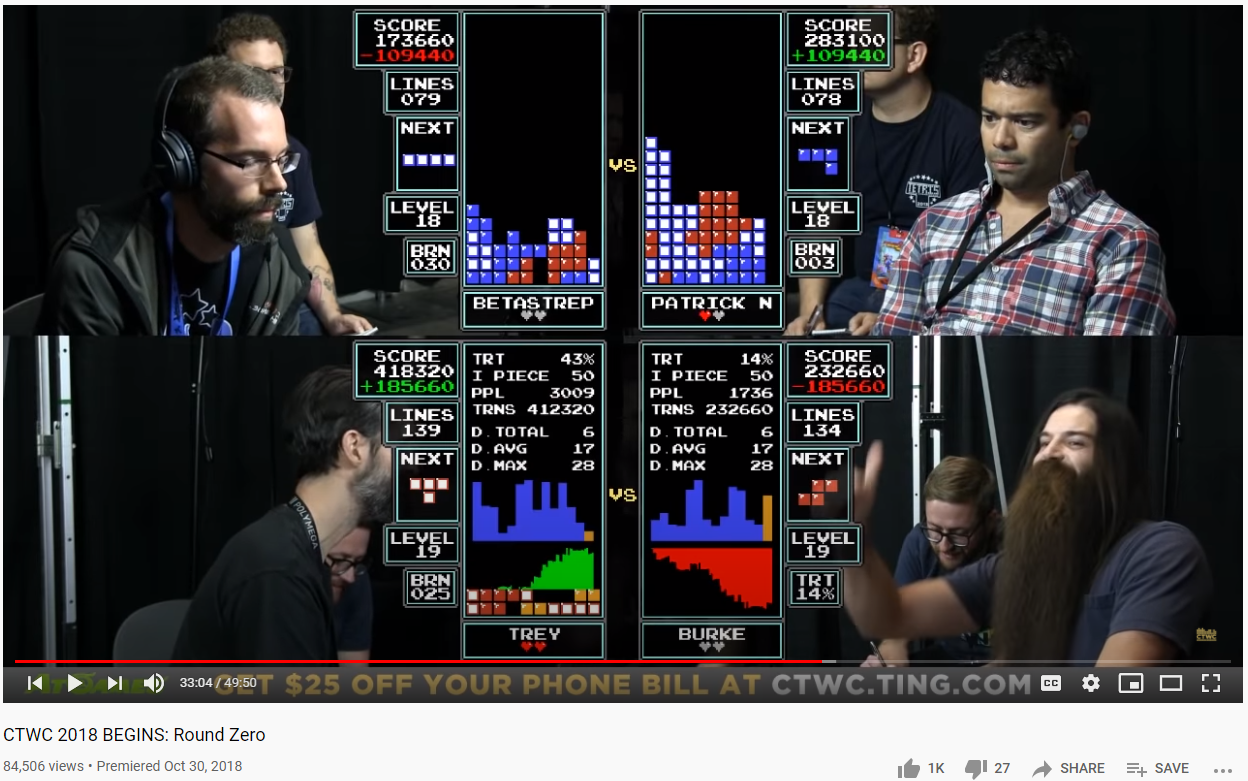 SCORE
173660
-109440
LINES
079
NEXT
LEVEL
18
BRN
030
BETASTREP
VS
SCORE
283100
+109440
LINES
078
NEXT
LEVEL
18
BRN
003
PATRICK N
TETRIS
SCORE
418320
+185660
LINES
139
NEXT
LEVEL
19
BRN
025
TRT 43%
I PIECE 50
PPL 3009
TRNS 412320
D.TOTAL 6
D.AVG 17
D.MAX 28
TREY
VS
TRT 14%
I PIECE 50
PPL 1736
TRNS 232660
D.TOTAL 6
D.AVG 17
D.MAX 28
BURKE
SCORE
232660
-185660
LINES
134
NEXT
LEVEL
19
TRT
14%
POLYMEGA
CTWC
33:04 / 49:50
GET $25 OFF YOUR PHONE BILL AT CTWC.TING.COM
CC
CTWC 2018 BEGINS: Round Zero
84,506 views • Premiered Oct 30, 2018
1K 27 SHARE SAVE